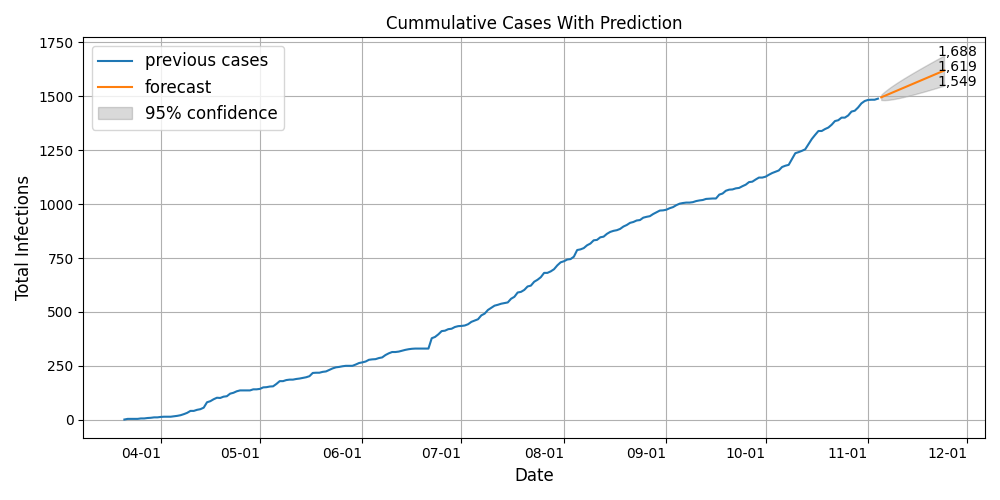 Cummulative Cases With Prediction
1750
1500
1250
1000
750
500
250
0
Total Infections
previous cases
forecast
95% confidence
1,688
1,619
1,549
04-01 05-01 06-01 07-01 08-01 09-01 10-01 11-01 12-01
Date